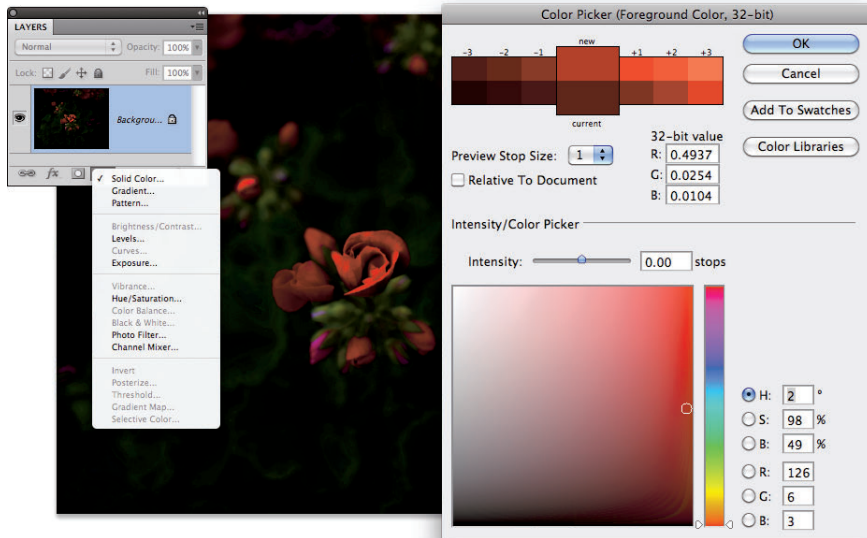 LAYERS
Normal Opacity: 100%
Lock: Fill: 100%
Backgrou...
fx
✓ Solid Color...
Gradient...
Pattern...
Brightness/Contrast...
Levels...
Curves...
Exposure...
Vibrance...
Hue/Saturation...
Color Balance...
Black & White...
Photo Filter...
Channel Mixer...
Invert
Posterize...
Threshold...
Gradient Map...
Selective Color...
Color Picker (Foreground Color, 32-bit)
new
-3 -2 -1 +1 +2 +3
current
OK
Cancel
Add To Swatches
Color Libraries
32-bit value
Preview Stop Size: 1 R: 0.4937
Relative To Document G: 0.0254
B: 0.0104
Intensity/Color Picker
Intensity: 0.00 stops
H: 2 °
S: 98 %
B: 49 %
R: 126
G: 6
B: 3